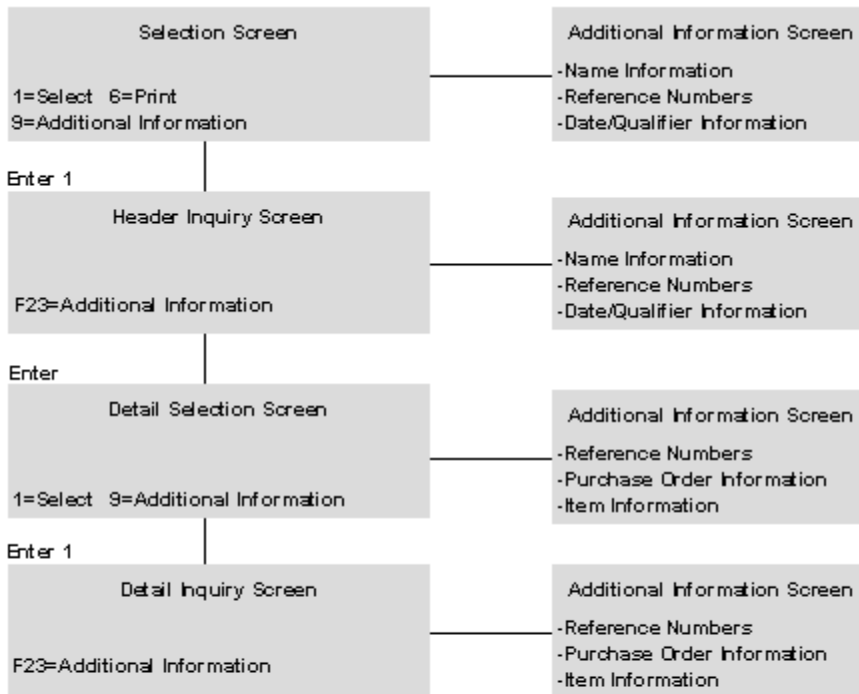 Selection Screen
1=Select 6=Print
9=Additional Information
Additional Information Screen
-Name Information
-Reference Numbers
-Date/Qualifier Information
Enter 1
Header Inquiry Screen
F23=Additional Information
Additional Information Screen
-Name Information
-Reference Numbers
-Date/Qualifier Information
Enter
Detail Selection Screen
1=Select 9=Additional Information
Additional Information Screen
-Reference Numbers
-Purchase Order Information
-Item Information
Enter 1
Detail Inquiry Screen
F23=Additional Information
Additional Information Screen
-Reference Numbers
-Purchase Order Information
-Item Information